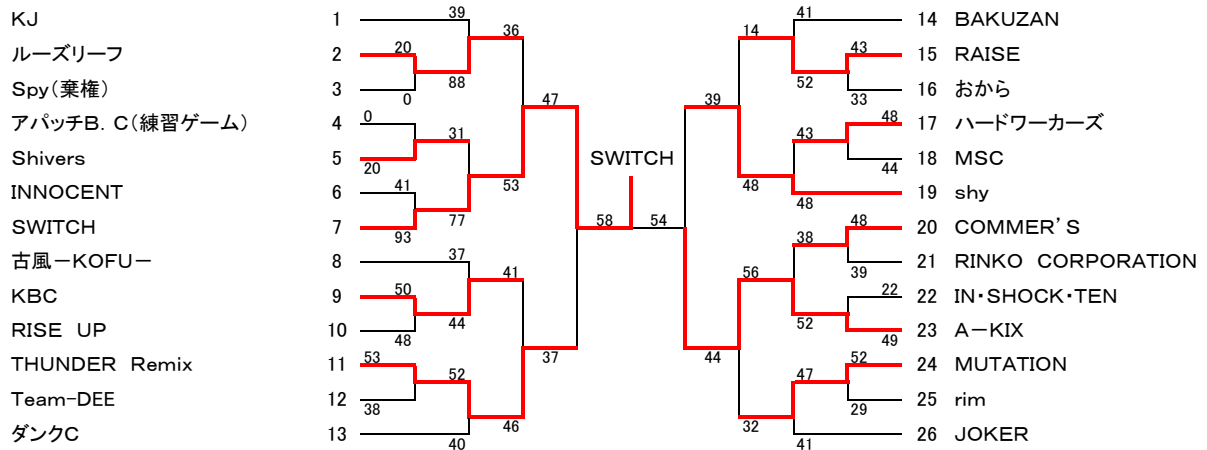 KJ 1 39 36 14 41 14 BAKUZAN
ルーズリーフ 2 20 43 15 RAISE
Spy(棄権) 3 0 88 52 33 16 おから
アパッチB.C(練習ゲーム) 4 0 47 39 48 17 ハードワーカーズ
Shivers 5 20 31 SWITCH 43 44 18 MSC
INNOCENT 6 41 53 48 48 19 shy
SWITCH 7 93 77 58 54 48 20 COMMER'S
古風-KOFU- 8 37 41 56 38 39 21 RINKO CORPORATION
KBC 9 50 22 22 IN・SHOCK・TEN
RISE UP 10 48 44 52 49 23 A-KIX
THUNDER Remix 11 53 37 44 52 24 MUTATION
Team-DEE 12 38 52 47 29 25 rim
ダンクC 13 40 46 32 41 26 JOKER